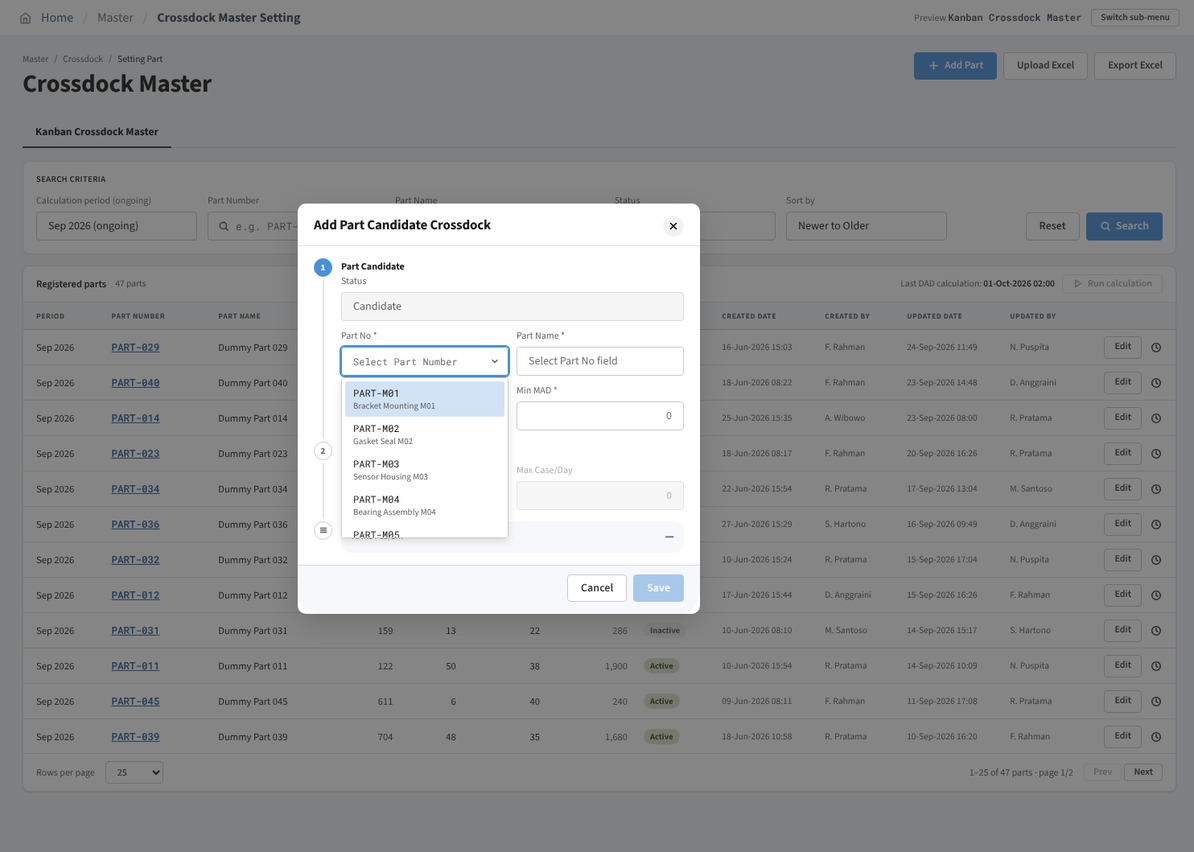 Home / Master / Crossdock Master Setting
Preview Kanban Crossdock Master Switch sub-menu
Master / Crossdock / Setting Part
Crossdock Master
Add Part Upload Excel Export Excel
Kanban Crossdock Master
SEARCH CRITERIA
Calculation period (ongoing) Part Number Part Name Status Sort by
Sep 2026 (ongoing) e.g. PART- Newer to Older Reset Search
Registered parts 47 parts Last DAD calculation: 01-Oct-2026 02:00 Run calculation
PERIOD PART NUMBER PART NAME CREATED DATE CREATED BY UPDATED DATE UPDATED BY
Sep 2026 PART-029 Dummy Part 029 16-Jun-2026 15:03 F. Rahman 24-Sep-2026 11:49 N. Puspita Edit
Sep 2026 PART-040 Dummy Part 040 18-Jun-2026 08:22 F. Rahman 23-Sep-2026 14:48 D. Anggraini Edit
Sep 2026 PART-014 Dummy Part 014 25-Jun-2026 15:35 A. Wibowo 23-Sep-2026 08:00 R. Pratama Edit
Sep 2026 PART-023 Dummy Part 023 18-Jun-2026 08:17 F. Rahman 20-Sep-2026 16:26 R. Pratama Edit
Sep 2026 PART-034 Dummy Part 034 22-Jun-2026 15:54 R. Pratama 17-Sep-2026 13:04 M. Santoso Edit
Sep 2026 PART-036 Dummy Part 036 27-Jun-2026 15:29 S. Hartono 16-Sep-2026 09:49 D. Anggraini Edit
Sep 2026 PART-032 Dummy Part 032 10-Jun-2026 15:24 R. Pratama 15-Sep-2026 17:04 N. Puspita Edit
Sep 2026 PART-012 Dummy Part 012 17-Jun-2026 15:44 D. Anggraini 15-Sep-2026 16:26 F. Rahman Edit
Sep 2026 PART-031 Dummy Part 031 159 13 22 286 Inactive 10-Jun-2026 08:10 M. Santoso 14-Sep-2026 15:17 S. Hartono Edit
Sep 2026 PART-011 Dummy Part 011 122 50 38 1,900 Active 10-Jun-2026 15:54 R. Pratama 14-Sep-2026 10:09 N. Puspita Edit
Sep 2026 PART-045 Dummy Part 045 611 6 40 240 Active 09-Jun-2026 08:11 F. Rahman 11-Sep-2026 17:08 R. Pratama Edit
Sep 2026 PART-039 Dummy Part 039 704 48 35 1,680 Active 18-Jun-2026 10:58 R. Pratama 10-Sep-2026 16:20 F. Rahman Edit
Rows per page 25 1–25 of 47 parts · page 1/2 Prev Next
Add Part Candidate Crossdock
1 Part Candidate
Status
Candidate
Part No * Part Name *
Select Part Number Select Part No field
PART-M01
Bracket Mounting M01
PART-M02
Gasket Seal M02
PART-M03
Sensor Housing M03
PART-M04
Bearing Assembly M04
PART-M05
Min MAD *
0
2
Max Case/Day
0
—
Cancel Save